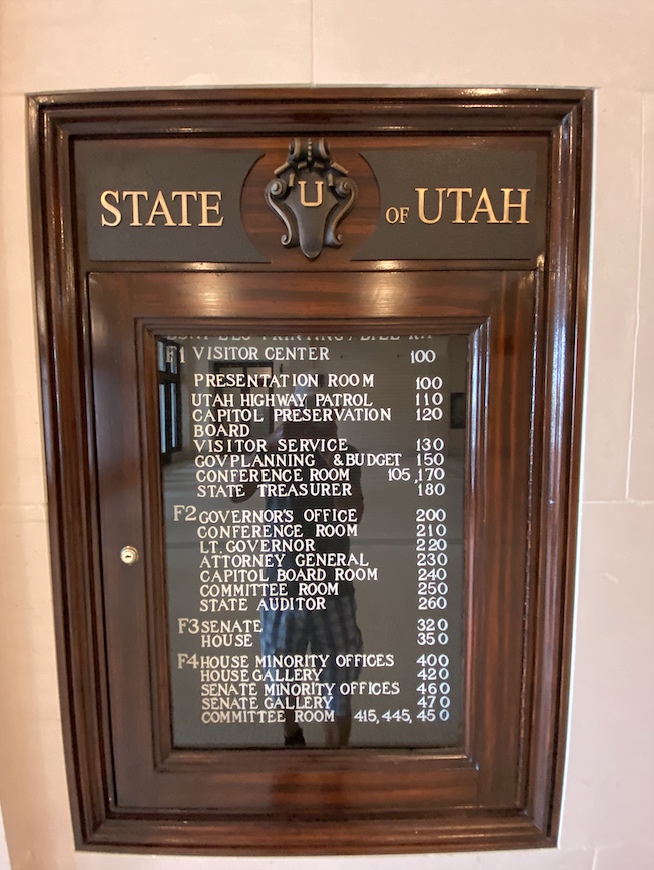 STATE U OF UTAH
F1 VISITOR CENTER 100
PRESENTATION ROOM 100
UTAH HIGHWAY PATROL 110
CAPITOL PRESERVATION 120
BOARD
VISITOR SERVICE 130
GOVPLANNING &BUDGET 150
CONFERENCE ROOM 105,170
STATE TREASURER 180
F2 GOVERNOR'S OFFICE 200
CONFERENCE ROOM 210
LT. GOVERNOR 220
ATTORNEY GENERAL 230
CAPITOL BOARD ROOM 240
COMMITTEE ROOM 250
STATE AUDITOR 260
F3 SENATE 320
HOUSE 350
F4 HOUSE MINORITY OFFICES 400
HOUSE GALLERY 420
SENATE MINORITY OFFICES 460
SENATE GALLERY 470
COMMITTEE ROOM 415,445,450